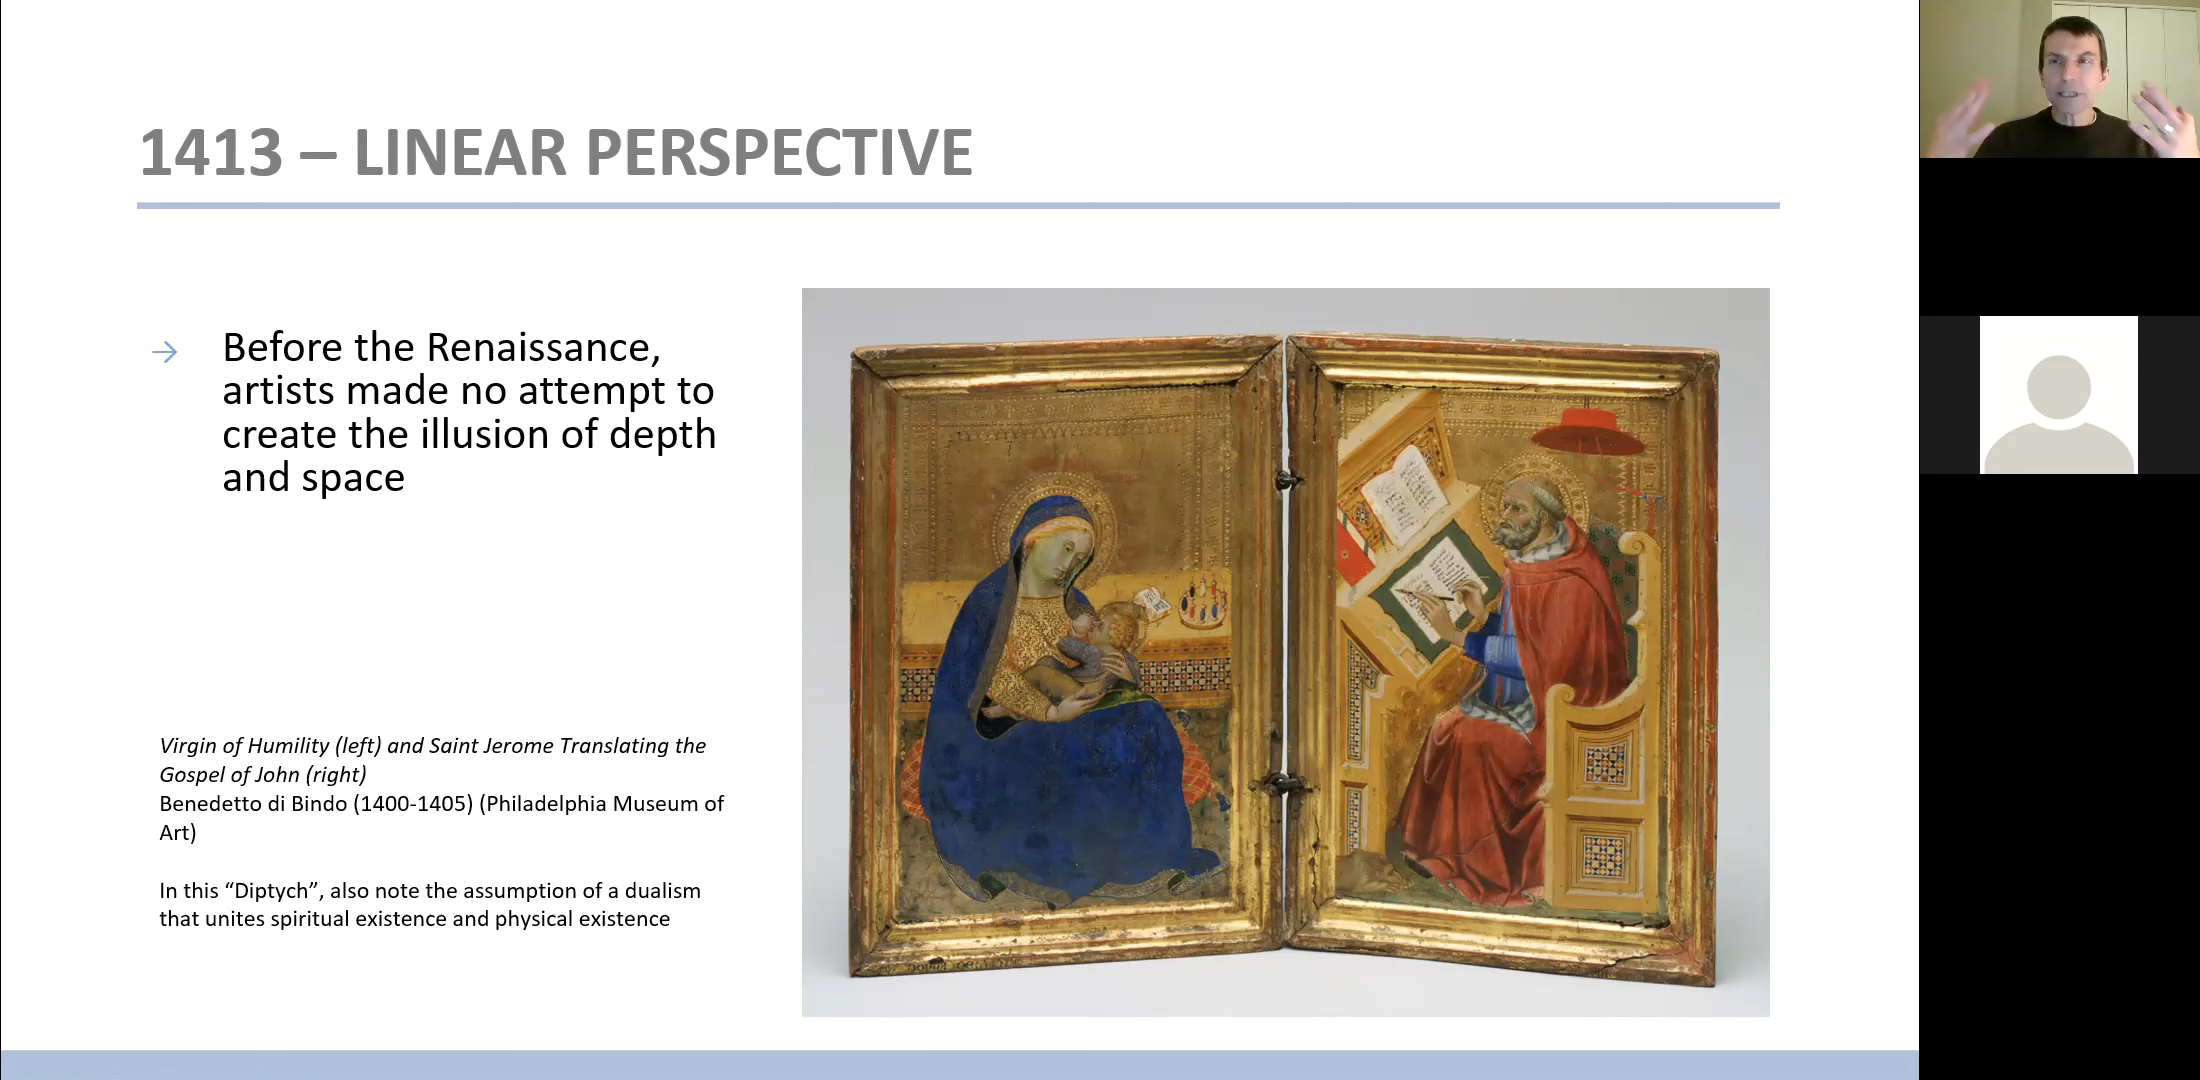 1413 – LINEAR PERSPECTIVE
→ Before the Renaissance,
artists made no attempt to
create the illusion of depth
and space
Virgin of Humility (left) and Saint Jerome Translating the
Gospel of John (right)
Benedetto di Bindo (1400-1405) (Philadelphia Museum of
Art)
In this “Diptych”, also note the assumption of a dualism
that unites spiritual existence and physical existence